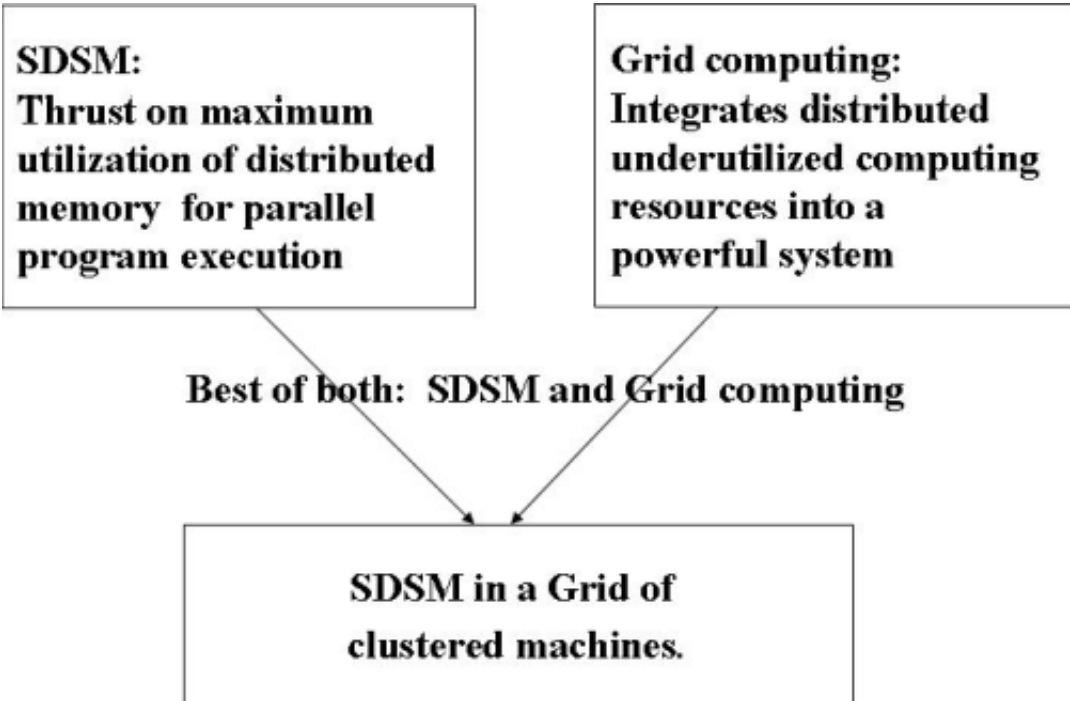 SDSM:
Thrust on maximum
utilization of distributed
memory for parallel
program execution
Grid computing:
Integrates distributed
underutilized computing
resources into a
powerful system
Best of both: SDSM and Grid computing
SDSM in a Grid of
clustered machines.